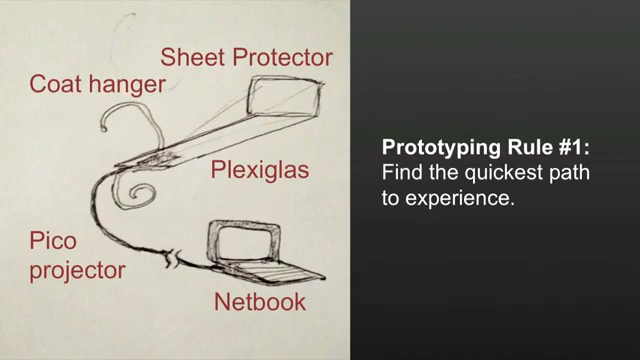 Sheet Protector
Coat hanger
Plexiglas
Pico
projector
Netbook
Prototyping Rule #1:
Find the quickest path
to experience.